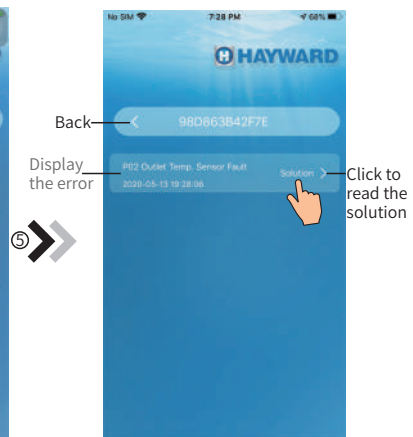 No SIM 7:28 PM 68%
HAYWARD
Back
98D863B42F7E
Display
the error
P02 Outlet Temp. Sensor Fault
2020-05-13 19:28:06
Solution
Click to
read the
solution
⑤